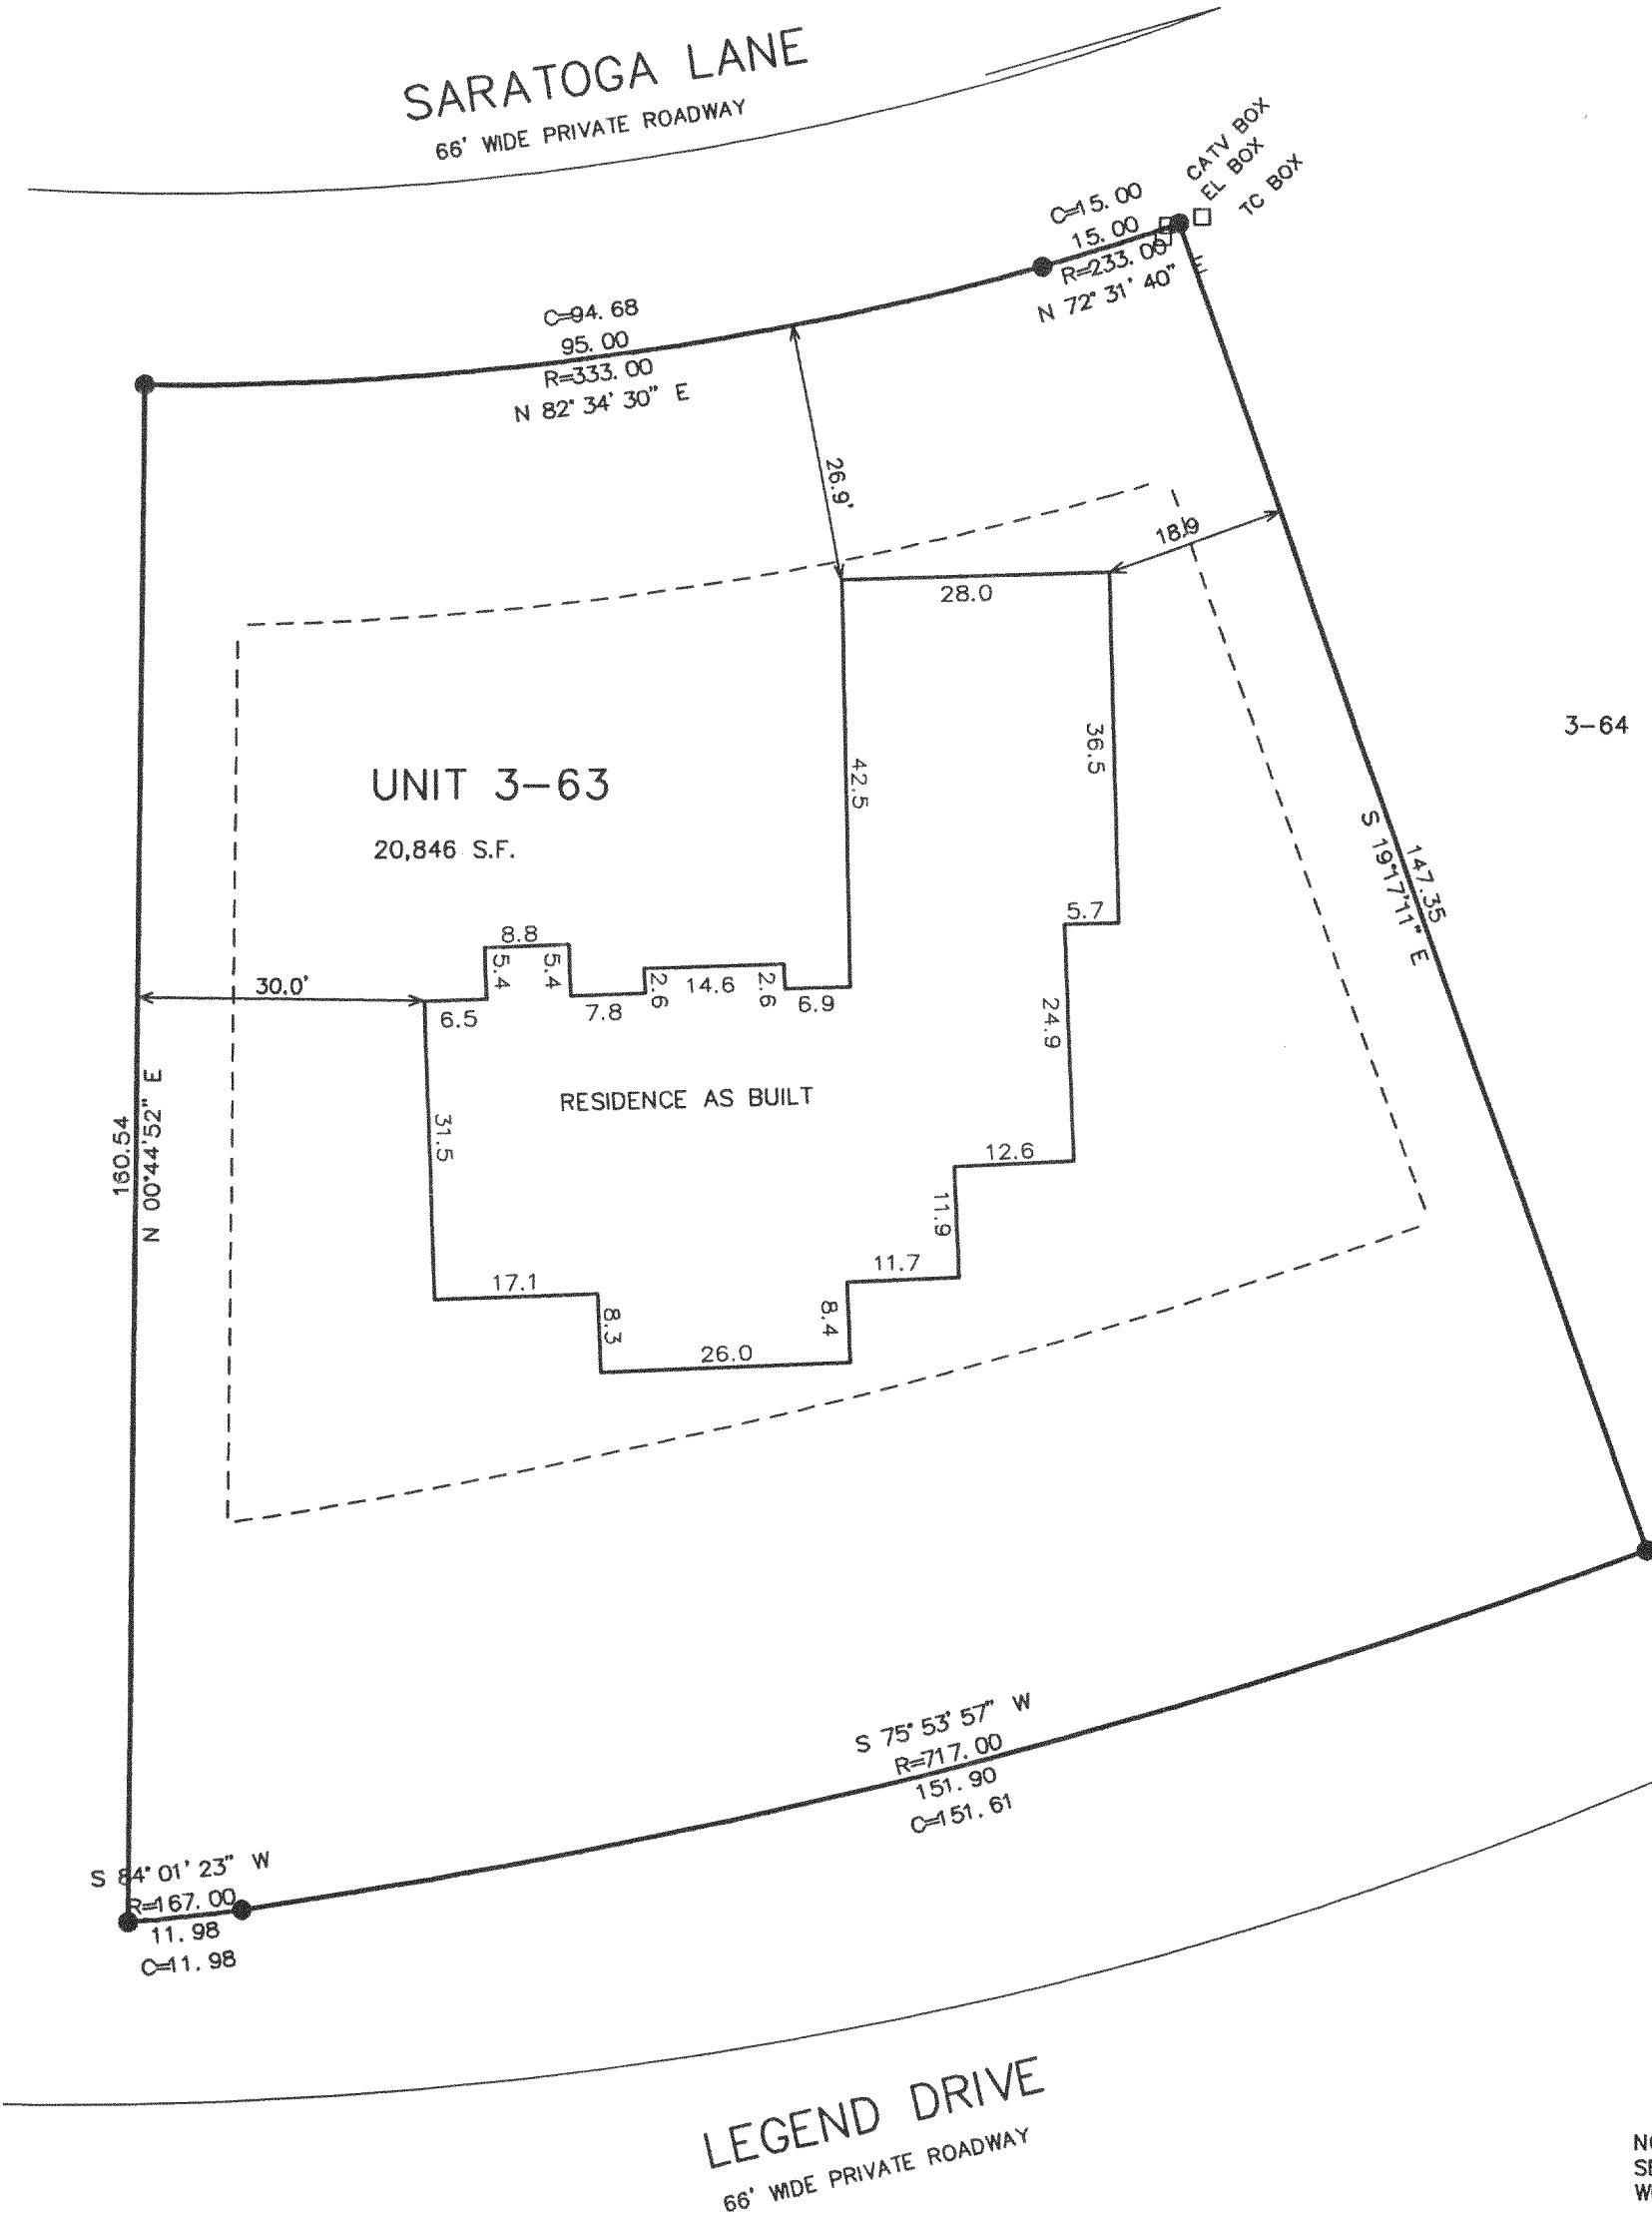 SARATOGA LANE
66' WIDE PRIVATE ROADWAY
CATV BOX
EL BOX
TC BOX
C=15.00
15.00
R=233.00
N 72° 31' 40" E
C=94.68
95.00
R=333.00
N 82° 34' 30" E
26.9'
18.9
28.0
3-64
36.5
UNIT 3-63
42.5
20,846 S.F.
147.35
S 19°17'11" E
5.7
8.8
5.4
5.4
2.6
14.6
2.6
30.0'
6.5
7.8
6.9
24.9
RESIDENCE AS BUILT
31.5
160.54
N 00°44'52" E
12.6
11.9
11.7
17.1
8.3
8.4
26.0
S 75° 53' 57" W
R=717.00
151.90
C=151.61
S 84° 01' 23" W
R=167.00
11.98
C=11.98
LEGEND DRIVE
66' WIDE PRIVATE ROADWAY